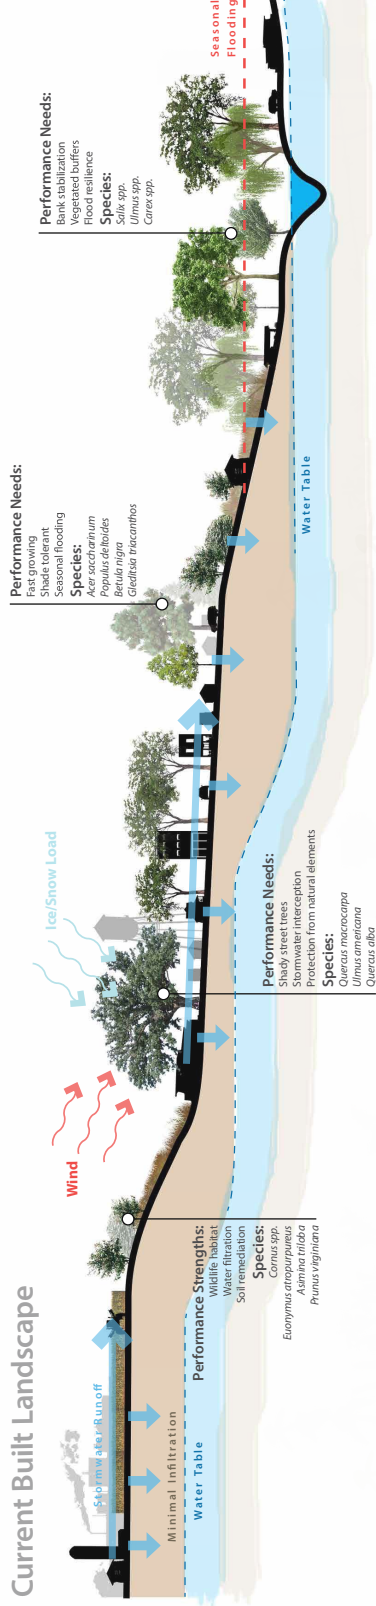 Current Built Landscape
Stormwater Runoff
Minimal Infiltration
Water Table
Performance Strengths:
Wildlife habitat
Water filtration
Soil remediation
Species:
Cornus spp.
Euonymus atropurpureus
Asimina triloba
Prunus virginiana
Wind
Ice/Snow Load
Performance Needs:
Shady street trees
Stormwater interception
Protection from natural elements
Species:
Quercus macrocarpa
Ulmus americana
Quercus alba
Performance Needs:
Fast growing
Shade tolerant
Seasonal flooding
Species:
Acer saccharinum
Populus deltoides
Betula nigra
Gleditsia triacanthos
Water Table
Performance Needs:
Bank stabilization
Vegetated buffers
Flood resilience
Species:
Salix spp.
Ulmus spp.
Carex spp.
Seasonal
Flooding